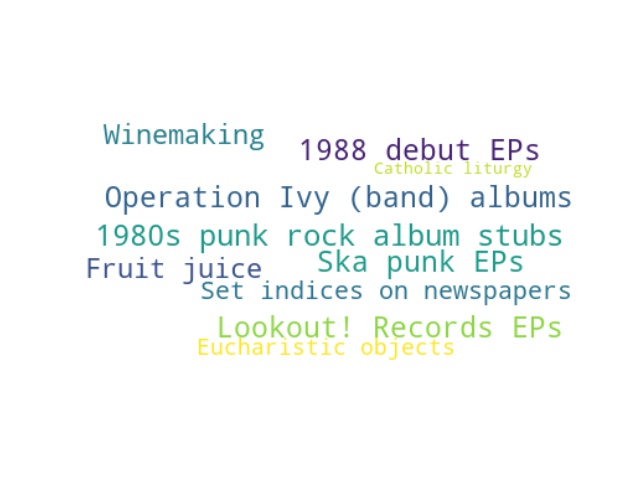 Winemaking
1988 debut EPs
Catholic liturgy
Operation Ivy (band) albums
1980s punk rock album stubs
Ska punk EPs
Fruit juice
Set indices on newspapers
Lookout! Records EPs
Eucharistic objects